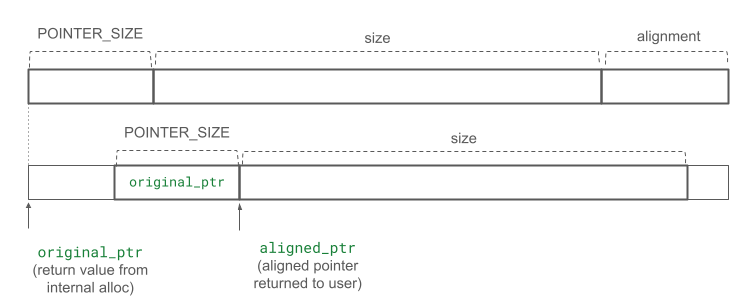 POINTER_SIZE
size
alignment
POINTER_SIZE
size
original_ptr
original_ptr
(return value from
internal alloc)
aligned_ptr
(aligned pointer
returned to user)